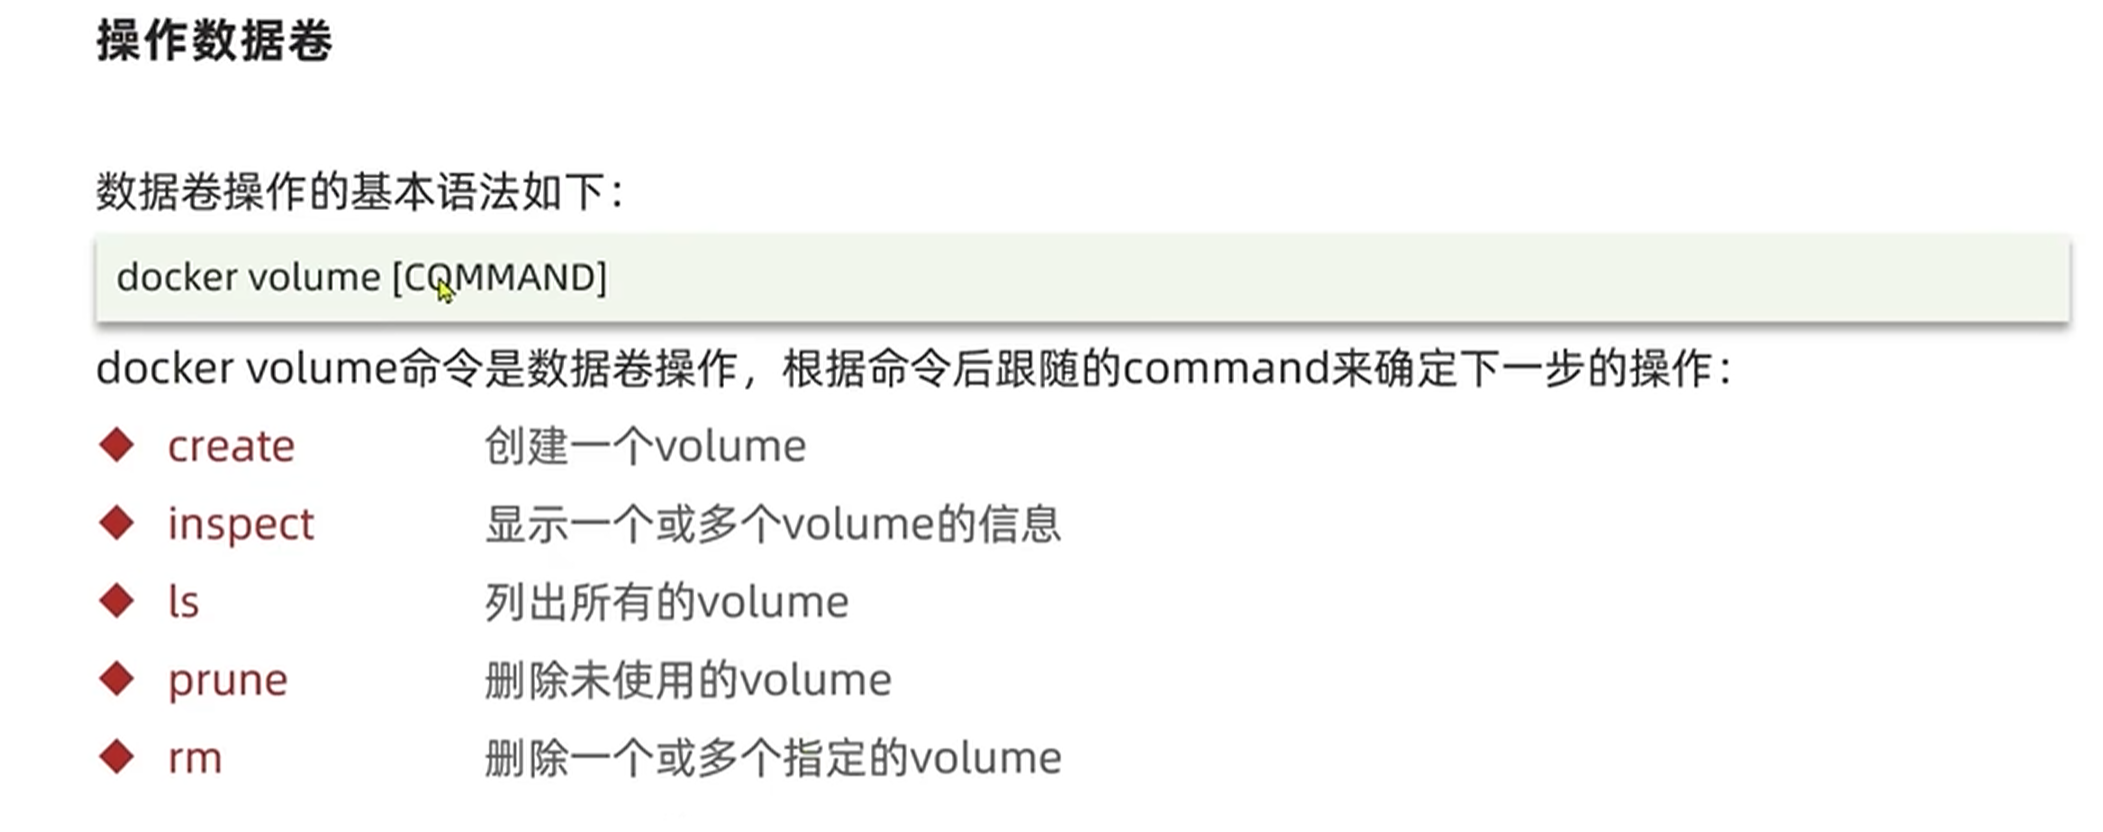 操作数据卷
数据卷操作的基本语法如下：
docker volume [COMMAND]
docker volume命令是数据卷操作，根据命令后跟随的command来确定下一步的操作：
create 创建一个volume
inspect 显示一个或多个volume的信息
ls 列出所有的volume
prune 删除未使用的volume
rm 删除一个或多个指定的volume